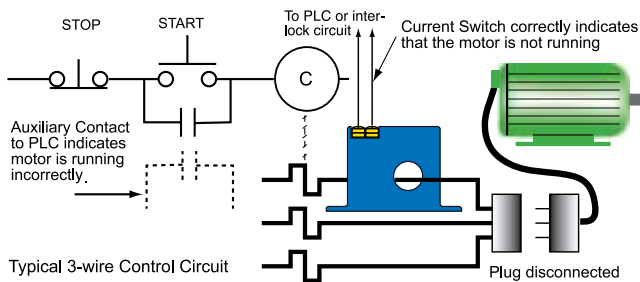 STOP
START
To PLC or inter-
lock circuit
Current Switch correctly indicates
that the motor is not running
C
Auxiliary Contact
to PLC indicates
motor is running
incorrectly.
Typical 3-wire Control Circuit
Plug disconnected